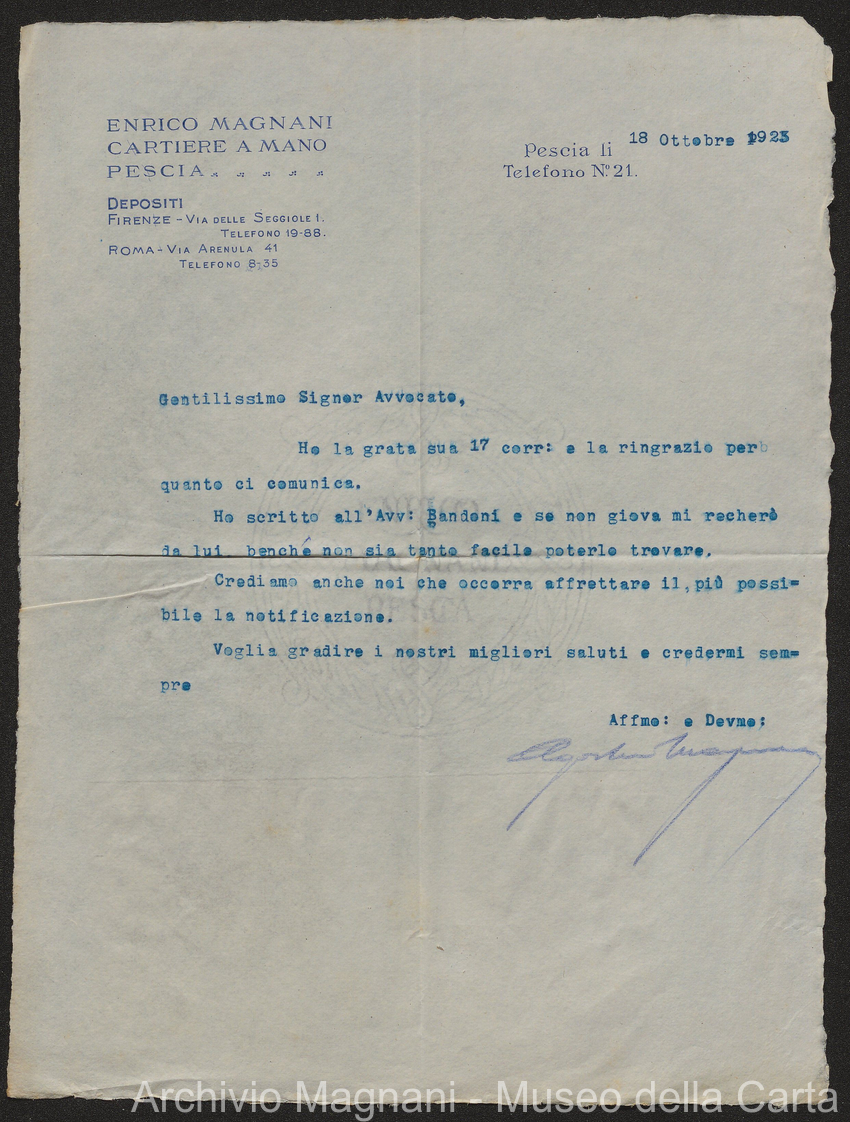 ENRICO MAGNANI
CARTIERE A MANO
PESCIA
DEPOSITI
FIRENZE - VIA DELLE SEGGIOLE 1.
TELEFONO 19-88.
ROMA - VIA ARENULA 41
TELEFONO 8-35
Pescia li 18 Ottobre 1923
Telefono N.º 21.
Gentilissimo Signor Avvocato,
Ho la grata sua 17 corr: e la ringrazio per
quanto ci comunica.
Ho scritto all'Avv: Bandoni e se non giova mi recherò
da lui benché non sia tanto facile poterlo trovare.
Crediamo anche noi che occorra affrettare il più possi=
bile la notificazione.
Voglia gradire i nostri migliori saluti e credermi sem=
pre
Affmo: e Devmo:
Magnani
Archivio Magnani - Museo della Carta